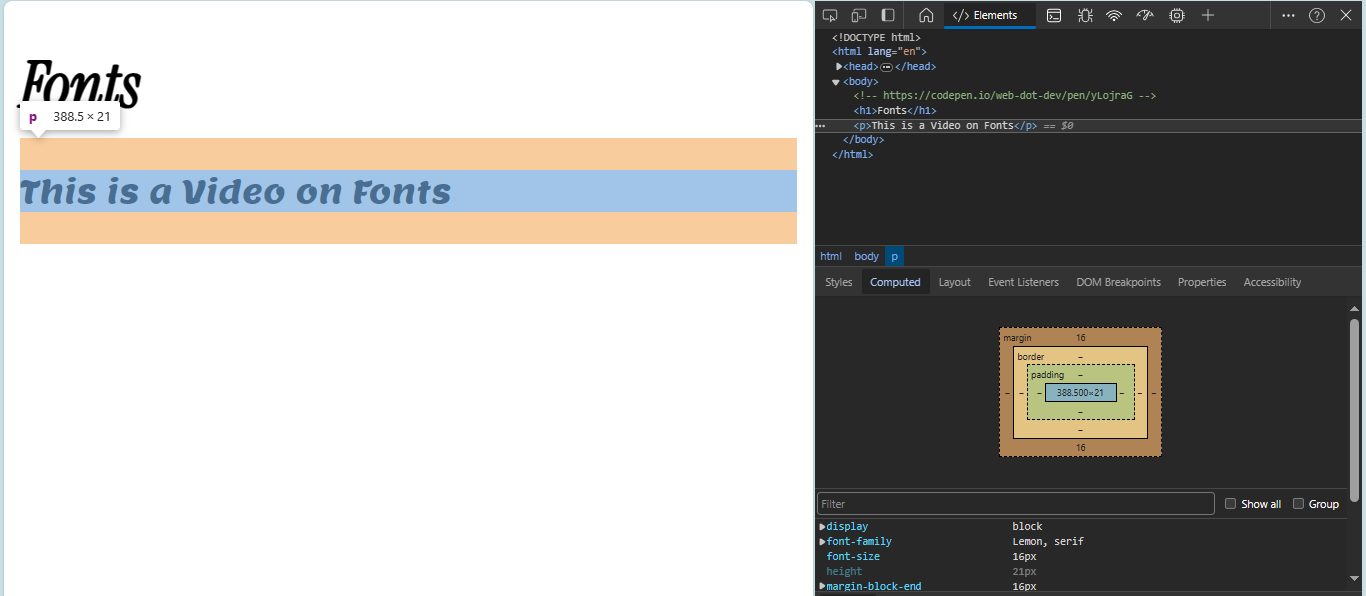 Fonts
p 388.5 × 21
This is a Video on Fonts
Elements
<!DOCTYPE html>
<html lang="en">
<head> ••• </head>
<body>
<!-- https://codepen.io/web-dot-dev/pen/yLojraG -->
<h1>Fonts</h1>
••• <p>This is a Video on Fonts</p> == $0
</body>
</html>
html body p
Styles Computed Layout Event Listeners DOM Breakpoints Properties Accessibility
margin 16
border –
padding –
– – – 388.500×21 – – –
–
–
16
Filter Show all Group
display block
font-family Lemon, serif
font-size 16px
height 21px
margin-block-end 16px